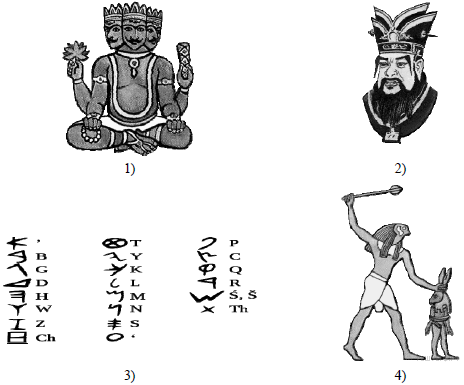 1)
2)
𐤀 ’
𐤁 B
𐤂 G
𐤃 D
𐤄 H
𐤅 W
𐤆 Z
𐤇 Ch
𐤈 T
𐤉 Y
𐤊 K
𐤋 L
𐤌 M
𐤍 N
𐤎 S
𐤏 ‘
𐤐 P
𐤑 C
𐤒 Q
𐤓 R
𐤔 Ś, Š
𐤕 Th
3)
4)